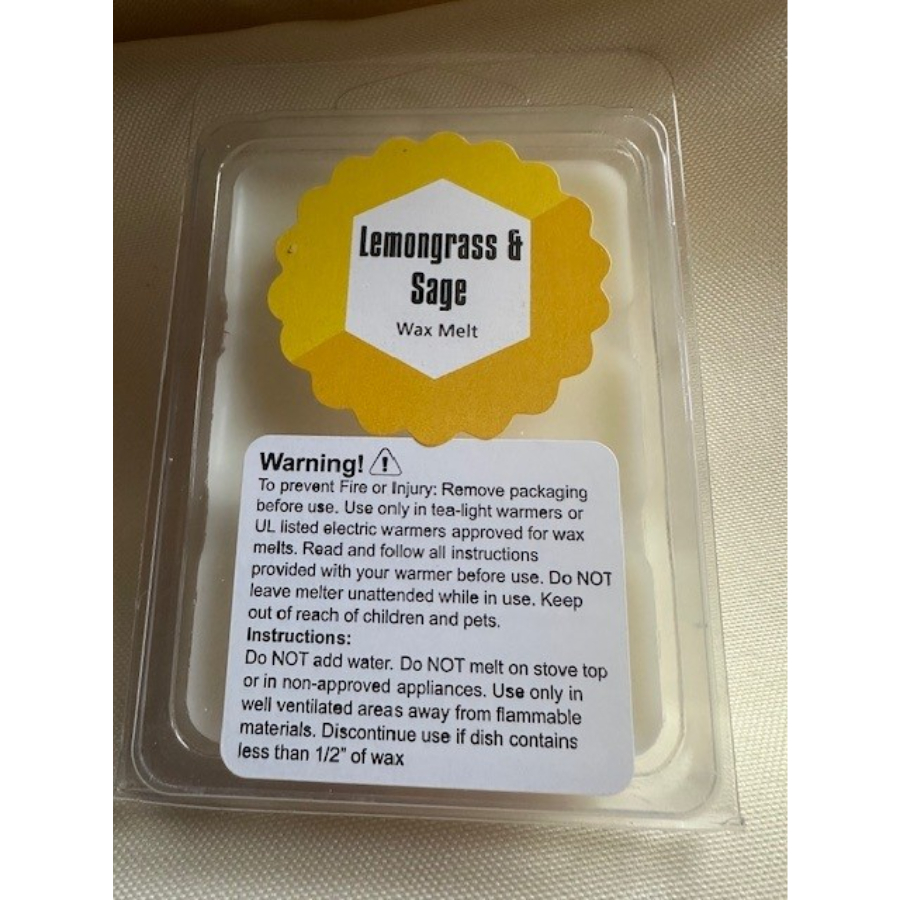 Lemongrass &
Sage
Wax Melt
Warning!
To prevent Fire or Injury: Remove packaging
before use. Use only in tea-light warmers or
UL listed electric warmers approved for wax
melts. Read and follow all instructions
provided with your warmer before use. Do NOT
leave melter unattended while in use. Keep
out of reach of children and pets.
Instructions:
Do NOT add water. Do NOT melt on stove top
or in non-approved appliances. Use only in
well ventilated areas away from flammable
materials. Discontinue use if dish contains
less than 1/2" of wax